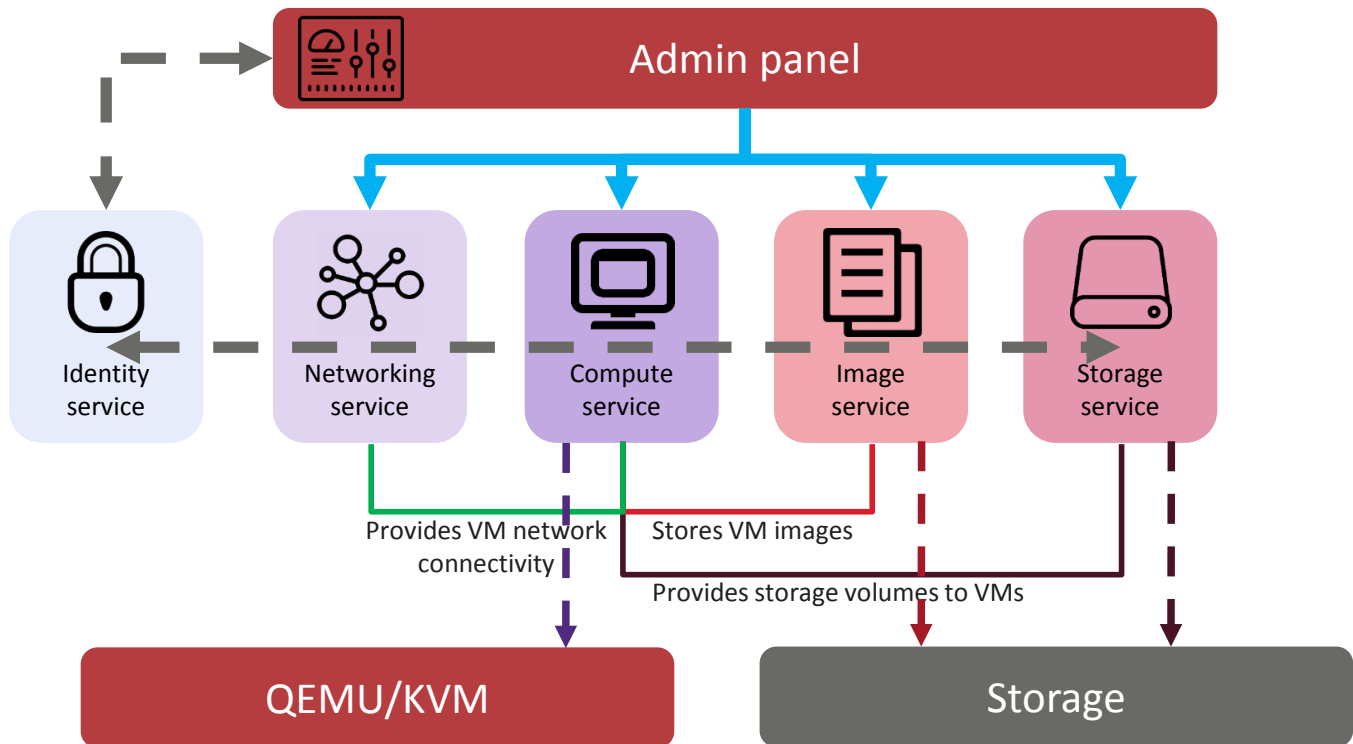 Admin panel
Identity
service
Networking
service
Compute
service
Image
service
Storage
service
Provides VM network
connectivity
Stores VM images
Provides storage volumes to VMs
QEMU/KVM
Storage